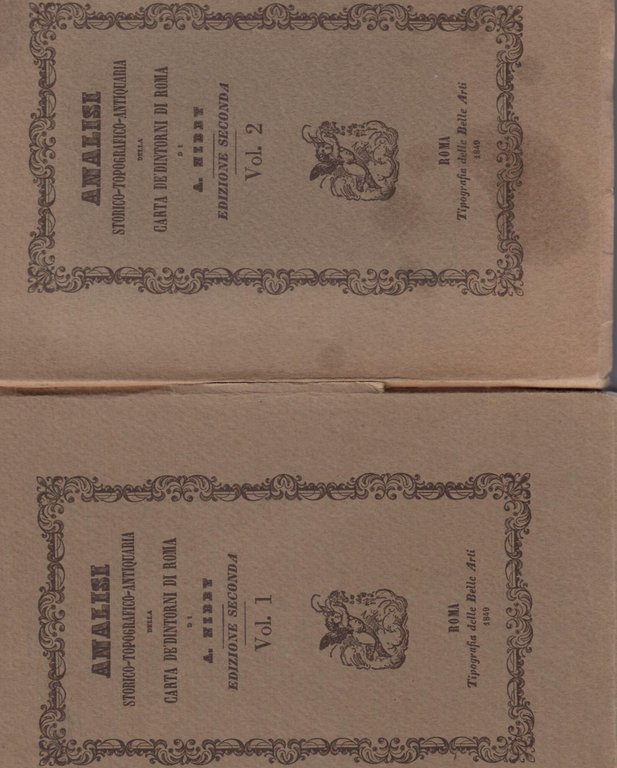 ANALISI
STORICO-TOPOGRAFICO-ANTIQUARIA
DELLA
CARTA DE'DINTORNI DI ROMA
DI
A. NIBBY
EDIZIONE SECONDA
Vol. 2
ROMA
Tipografia delle Belle Arti
1849
ANALISI
STORICO-TOPOGRAFICO-ANTIQUARIA
DELLA
CARTA DE'DINTORNI DI ROMA
DI
A. NIBBY
EDIZIONE SECONDA
Vol. 1
ROMA
Tipografia delle Belle Arti
1849